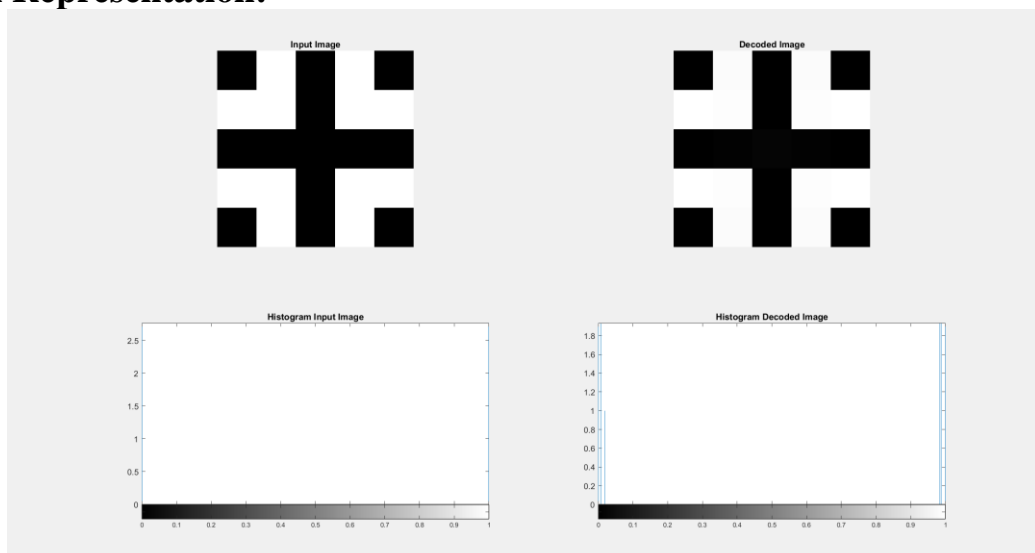 Representation:
Input Image
Decoded Image
Histogram Input Image
Histogram Decoded Image
2.5
2
1.5
1
0.5
0
0 0.1 0.2 0.3 0.4 0.5 0.6 0.7 0.8 0.9 1
1.8
1.6
1.4
1.2
1
0.8
0.6
0.4
0.2
0
0 0.1 0.2 0.3 0.4 0.5 0.6 0.7 0.8 0.9 1